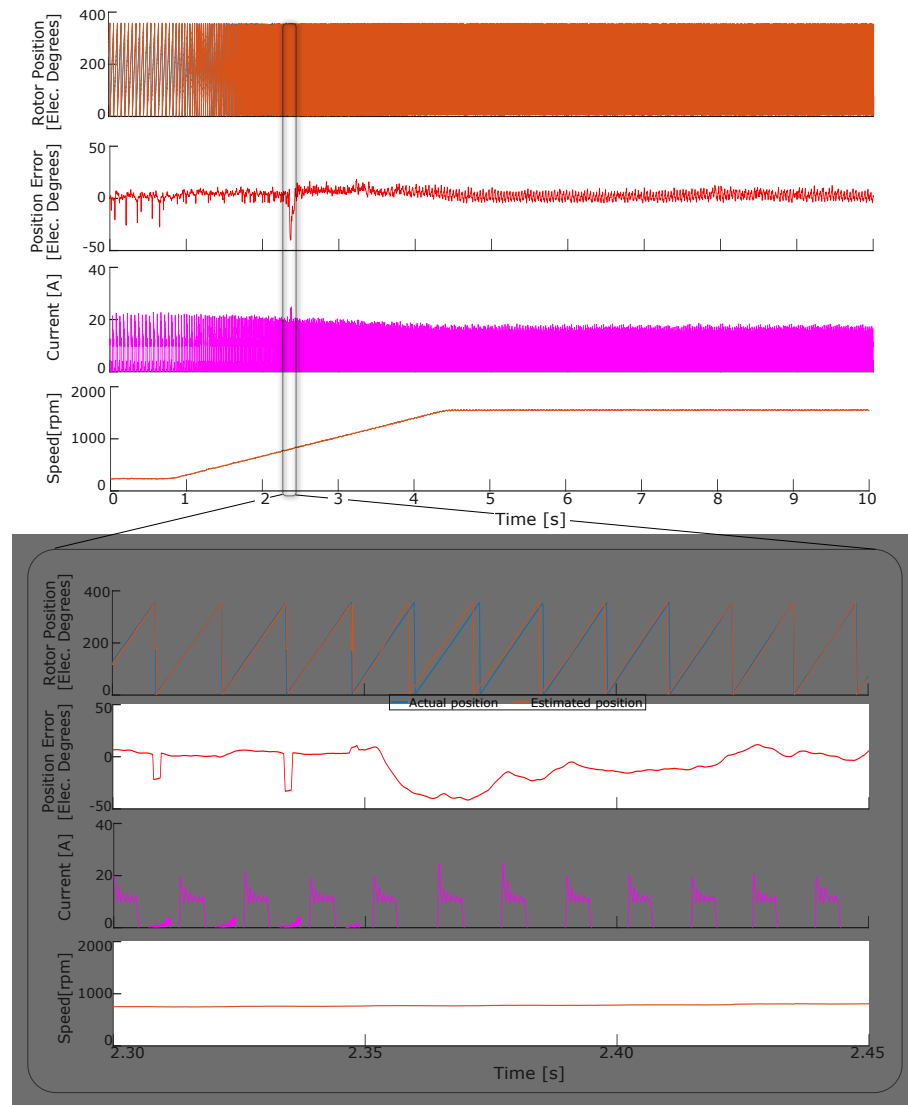 Rotor Position
[Elec. Degrees]
400
200
0
Position Error
[Elec. Degrees]
50
0
-50
Current [A]
40
20
0
Speed[rpm]
2000
1000
0
0 1 2 3 4 5 6 7 8 9 10
Time [s]
Rotor Position
[Elec. Degrees]
400
200
0
Actual position Estimated position
Position Error
[Elec. Degrees]
50
0
-50
Current [A]
40
20
0
Speed[rpm]
2000
1000
0
2.30 2.35 2.40 2.45
Time [s]